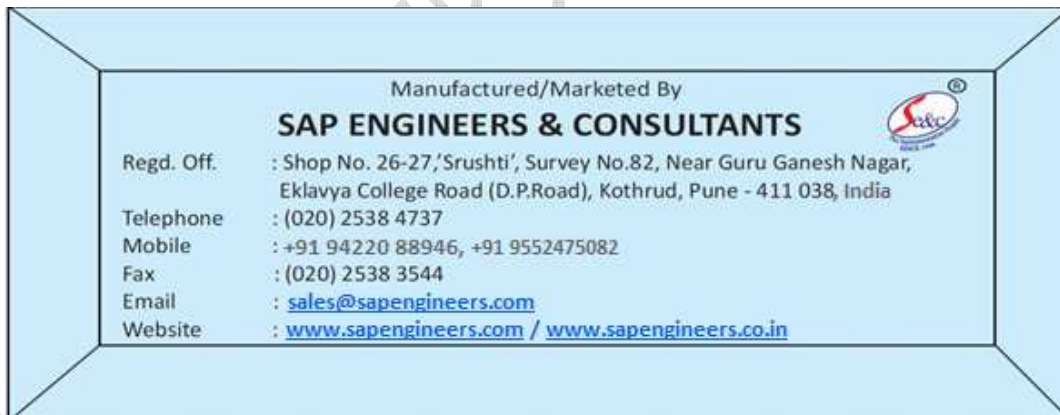 Manufactured/Marketed By
®
SAP ENGINEERS & CONSULTANTS
Regd. Off. : Shop No. 26-27,'Srushti', Survey No.82, Near Guru Ganesh Nagar,
Eklavya College Road (D.P.Road), Kothrud, Pune - 411 038, India
Telephone : (020) 2538 4737
Mobile : +91 94220 88946, +91 9552475082
Fax : (020) 2538 3544
Email : sales@sapengineers.com
Website : www.sapengineers.com / www.sapengineers.co.in